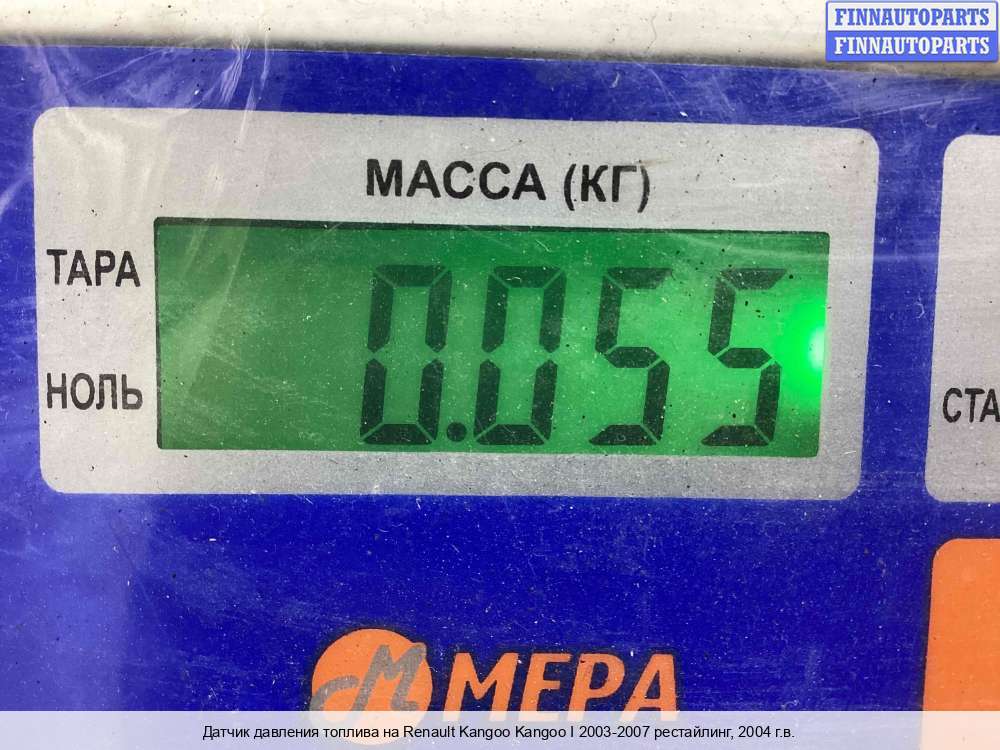 FINNAUTOPARTS
FINNAUTOPARTS
МАССА (КГ)
ТАРА
0.055
НОЛЬ
СТА
М МЕРА
Датчик давления топлива на Renault Kangoo Kangoo I 2003-2007 рестайлинг, 2004 г.в.